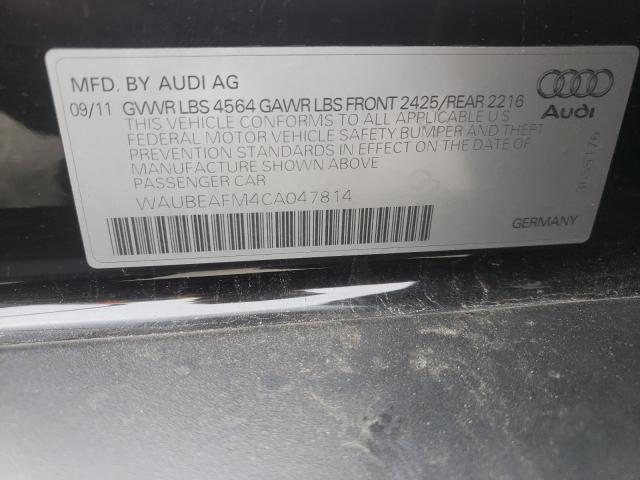 MFD. BY AUDI AG
09/11 GVWR LBS 4564 GAWR LBS FRONT 2425/REAR 2216
THIS VEHICLE CONFORMS TO ALL APPLICABLE U S
FEDERAL MOTOR VEHICLE SAFETY BUMPER AND THEFT
PREVENTION STANDARDS IN EFFECT ON THE DATE OF
MANUFACTURE SHOWN ABOVE
PASSENGER CAR
WAUBEAFM4CA047814
Audi
GERMANY